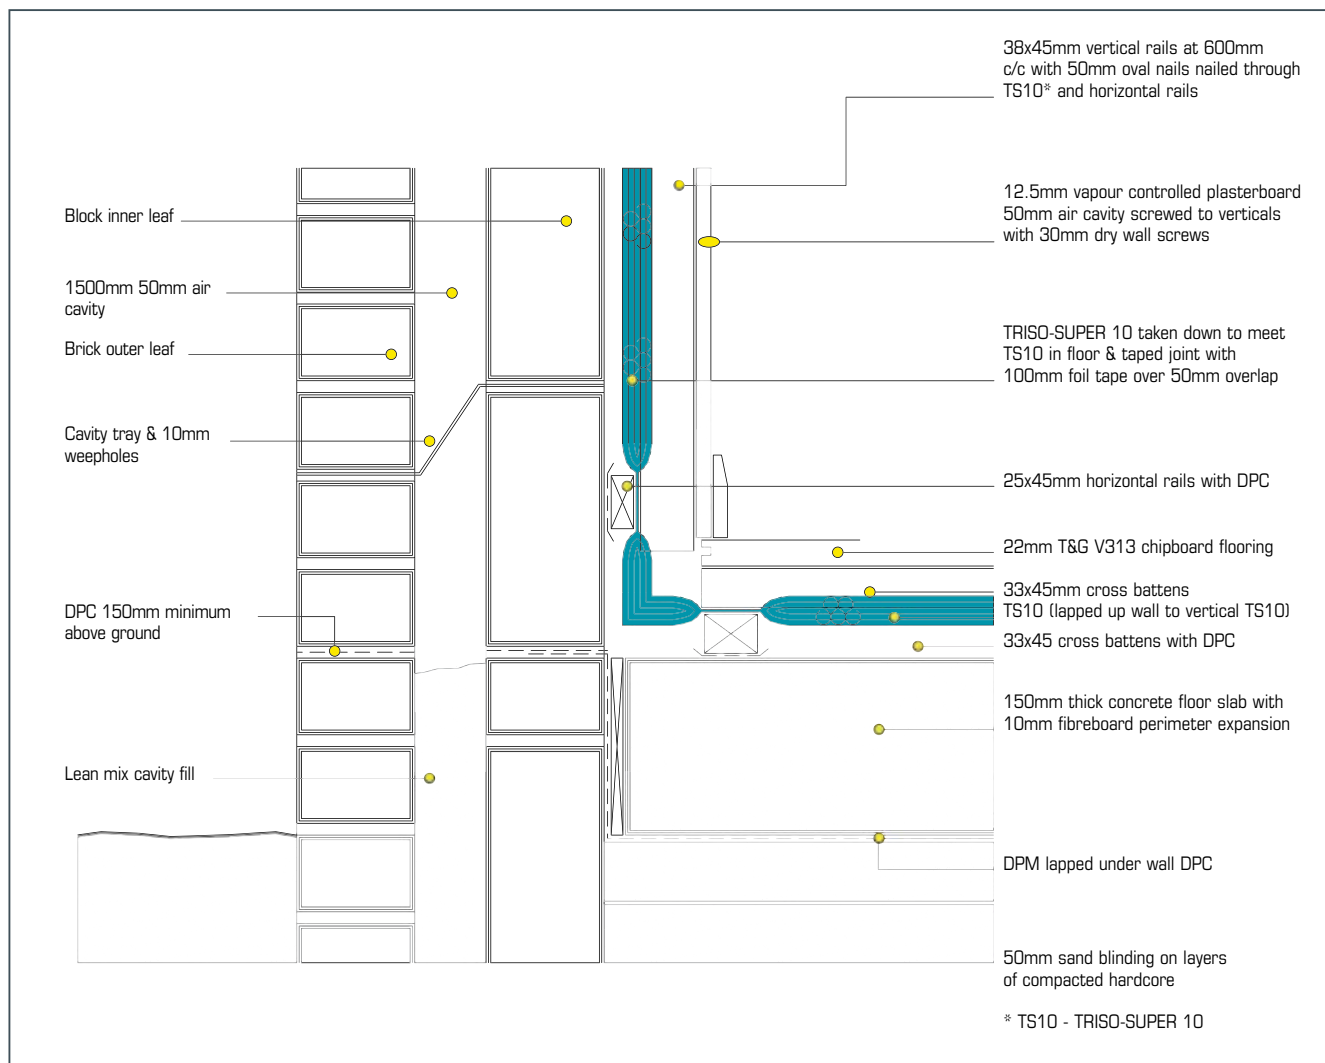 Block inner leaf
1500mm 50mm air
cavity
Brick outer leaf
Cavity tray & 10mm
weepholes
DPC 150mm minimum
above ground
Lean mix cavity fill
38x45mm vertical rails at 600mm
c/c with 50mm oval nails nailed through
TS10* and horizontal rails
12.5mm vapour controlled plasterboard
50mm air cavity screwed to verticals
with 30mm dry wall screws
TRISO-SUPER 10 taken down to meet
TS10 in floor & taped joint with
100mm foil tape over 50mm overlap
25x45mm horizontal rails with DPC
22mm T&G V313 chipboard flooring
33x45mm cross battens
TS10 (lapped up wall to vertical TS10)
33x45 cross battens with DPC
150mm thick concrete floor slab with
10mm fibreboard perimeter expansion
DPM lapped under wall DPC
50mm sand blinding on layers
of compacted hardcore
* TS10 - TRISO-SUPER 10